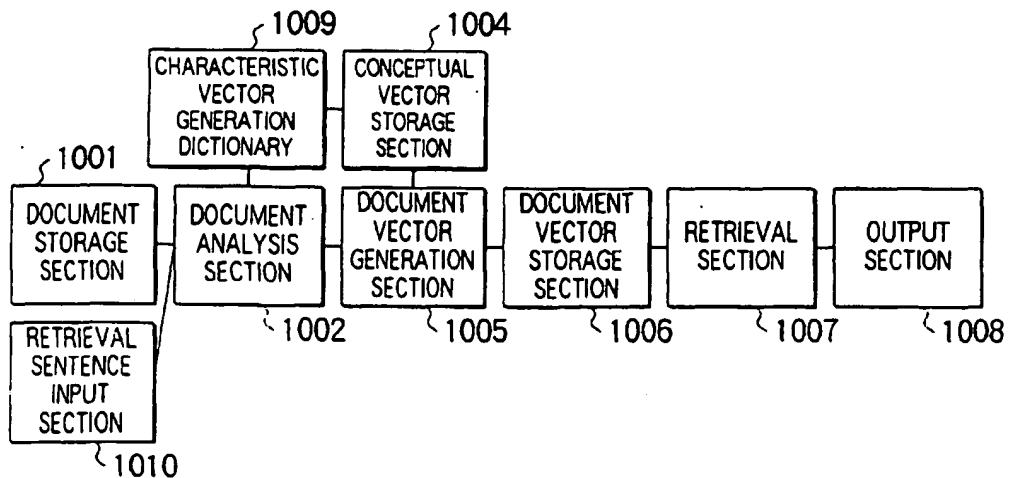 1009
1004
CHARACTERISTIC
VECTOR
GENERATION
DICTIONARY
CONCEPTUAL
VECTOR
STORAGE
SECTION
1001
DOCUMENT
STORAGE
SECTION
DOCUMENT
ANALYSIS
SECTION
DOCUMENT
VECTOR
GENERATION
SECTION
DOCUMENT
VECTOR
STORAGE
SECTION
RETRIEVAL
SECTION
OUTPUT
SECTION
1002
1005
1006
1007
1008
RETRIEVAL
SENTENCE
INPUT
SECTION
1010